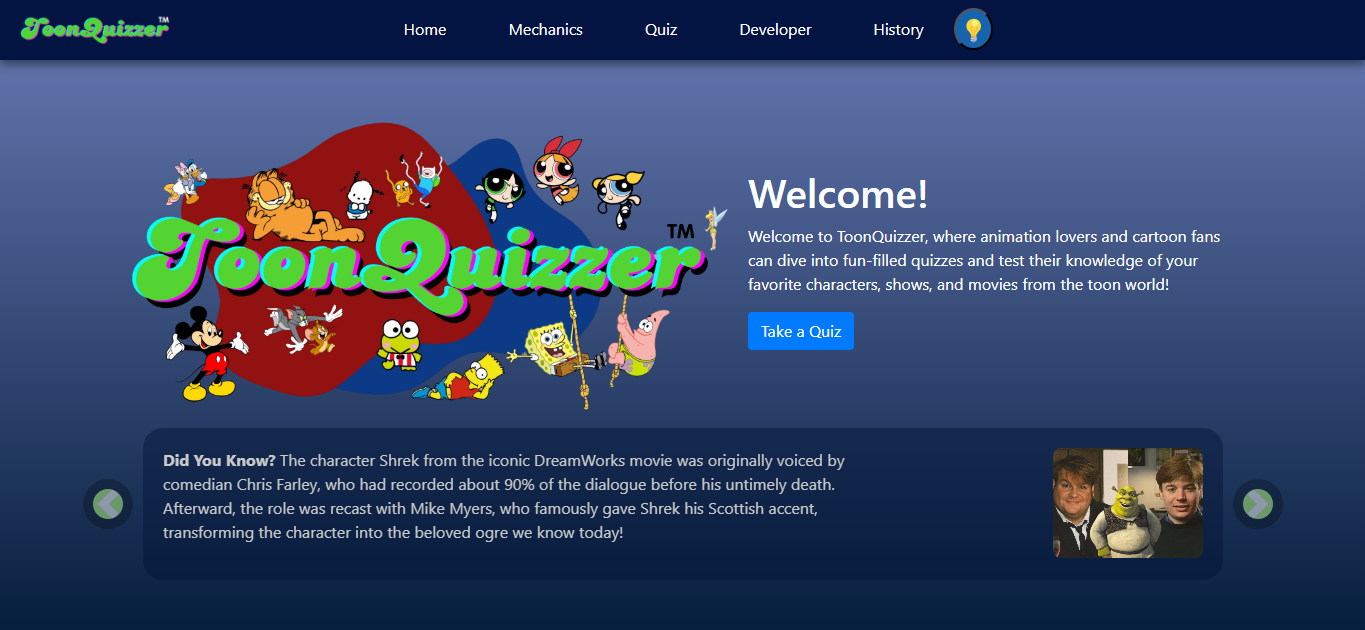 ToonQuizzer™
Home
Mechanics
Quiz
Developer
History
ToonQuizzer™
Welcome!
Welcome to ToonQuizzer, where animation lovers and cartoon fans
can dive into fun-filled quizzes and test their knowledge of your
favorite characters, shows, and movies from the toon world!
Take a Quiz
Did You Know? The character Shrek from the iconic DreamWorks movie was originally voiced by
comedian Chris Farley, who had recorded about 90% of the dialogue before his untimely death.
Afterward, the role was recast with Mike Myers, who famously gave Shrek his Scottish accent,
transforming the character into the beloved ogre we know today!